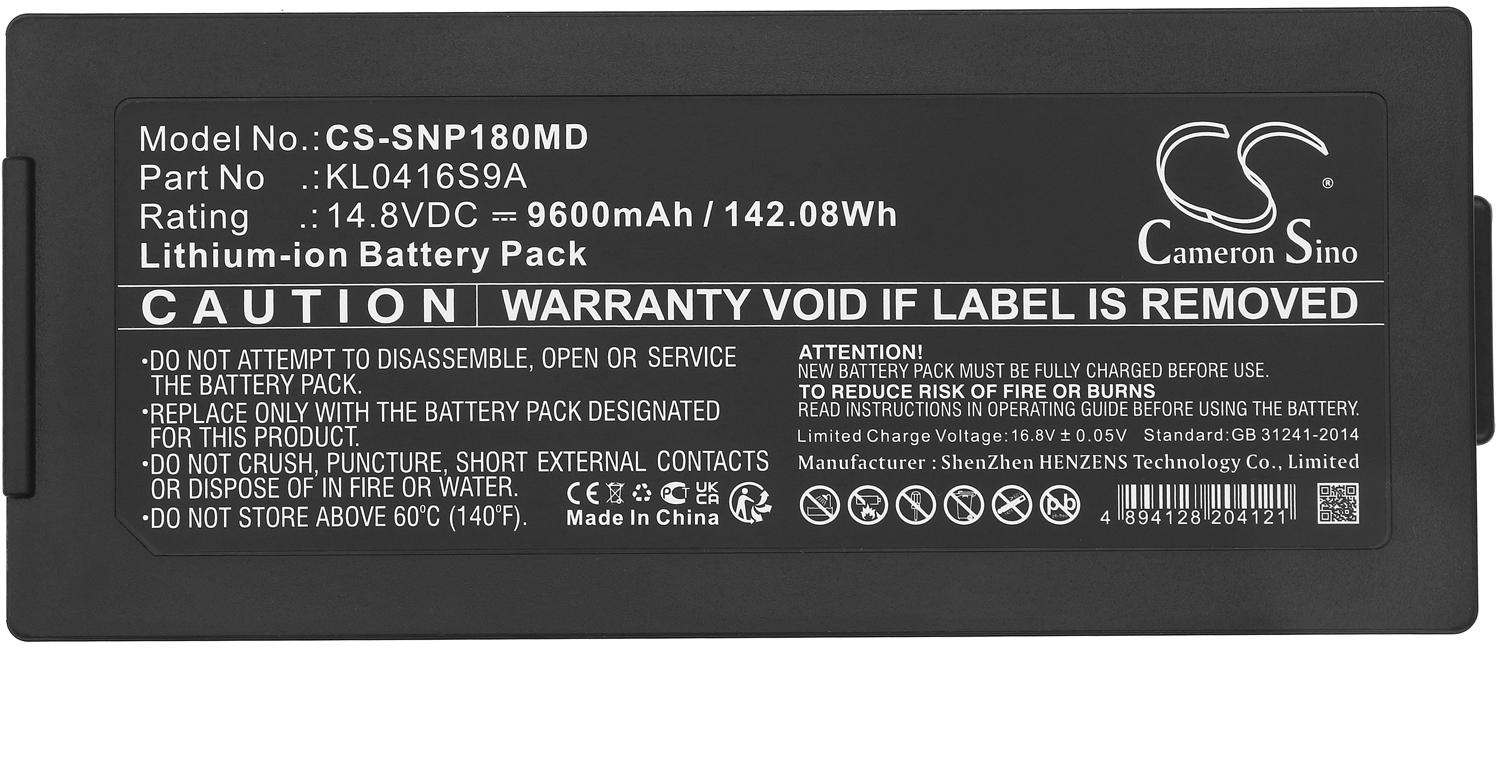 Model No.:CS-SNP180MD
Part No .:KL0416S9A
Rating .:14.8VDC ⎓ 9600mAh / 142.08Wh
Lithium-ion Battery Pack
CS
®
Cameron Sino
CAUTION
WARRANTY VOID IF LABEL IS REMOVED
•DO NOT ATTEMPT TO DISASSEMBLE, OPEN OR SERVICE
THE BATTERY PACK.
•REPLACE ONLY WITH THE BATTERY PACK DESIGNATED
FOR THIS PRODUCT.
•DO NOT CRUSH, PUNCTURE, SHORT EXTERNAL CONTACTS
OR DISPOSE OF IN FIRE OR WATER.
•DO NOT STORE ABOVE 60°C (140°F).
CE
UK
CA
Made In China
ATTENTION!
NEW BATTERY PACK MUST BE FULLY CHARGED BEFORE USE.
TO REDUCE RISK OF FIRE OR BURNS
READ INSTRUCTIONS IN OPERATING GUIDE BEFORE USING THE BATTERY.
Limited Charge Voltage:16.8V ± 0.05V Standard:GB 31241-2014
Manufacturer : ShenZhen HENZENS Technology Co., Limited
pb
4 894128 204121